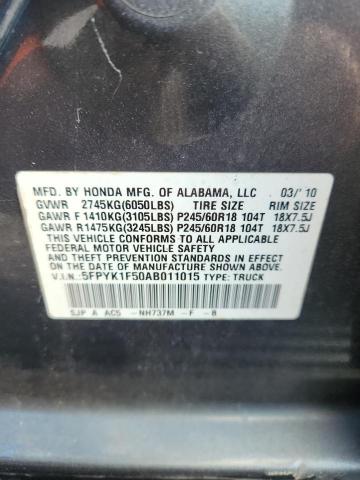 MFD. BY HONDA MFG. OF ALABAMA, LLC 03/'10
GVWR 2745KG(6050LBS) TIRE SIZE RIM SIZE
GAWR F 1410KG(3105LBS) P245/60R18 104T 18X7.5J
GAWR R 1475KG(3245LBS) P245/60R18 104T 18X7.5J
THIS VEHICLE CONFORMS TO ALL APPLICABLE
FEDERAL MOTOR VEHICLE SAFETY
AND THEFT PREVENTION STANDARDS IN EFFECT
ON THE DATE OF MANUFACTURE SHOWN ABOVE.
V.I.N.: 5FPYK1F50AB011015 TYPE: TRUCK
SJP A AC5 -NH737M -F -8